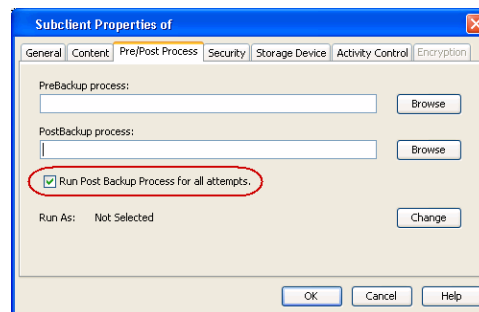 Subclient Properties of
General Content Pre/Post Process Security Storage Device Activity Control Encryption
PreBackup process:
Browse
PostBackup process:
Browse
Run Post Backup Process for all attempts.
Run As: Not Selected Change
OK Cancel Help